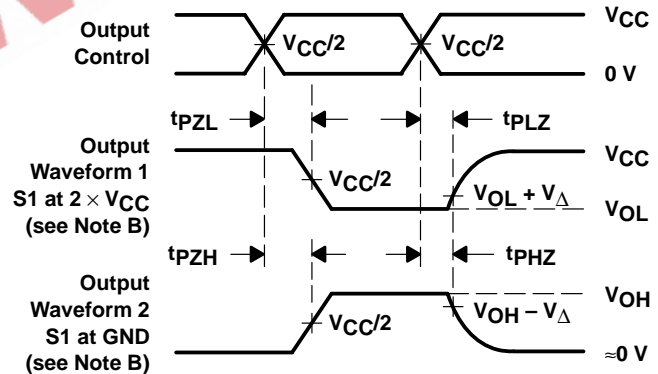 Output
Control
VCC/2
VCC/2
VCC
0 V
tPZL
tPLZ
Output
Waveform 1
S1 at 2 × VCC
(see Note B)
VCC/2
VOL + VΔ
VCC
VOL
tPZH
tPHZ
Output
Waveform 2
S1 at GND
(see Note B)
VCC/2
VOH − VΔ
VOH
≈0 V